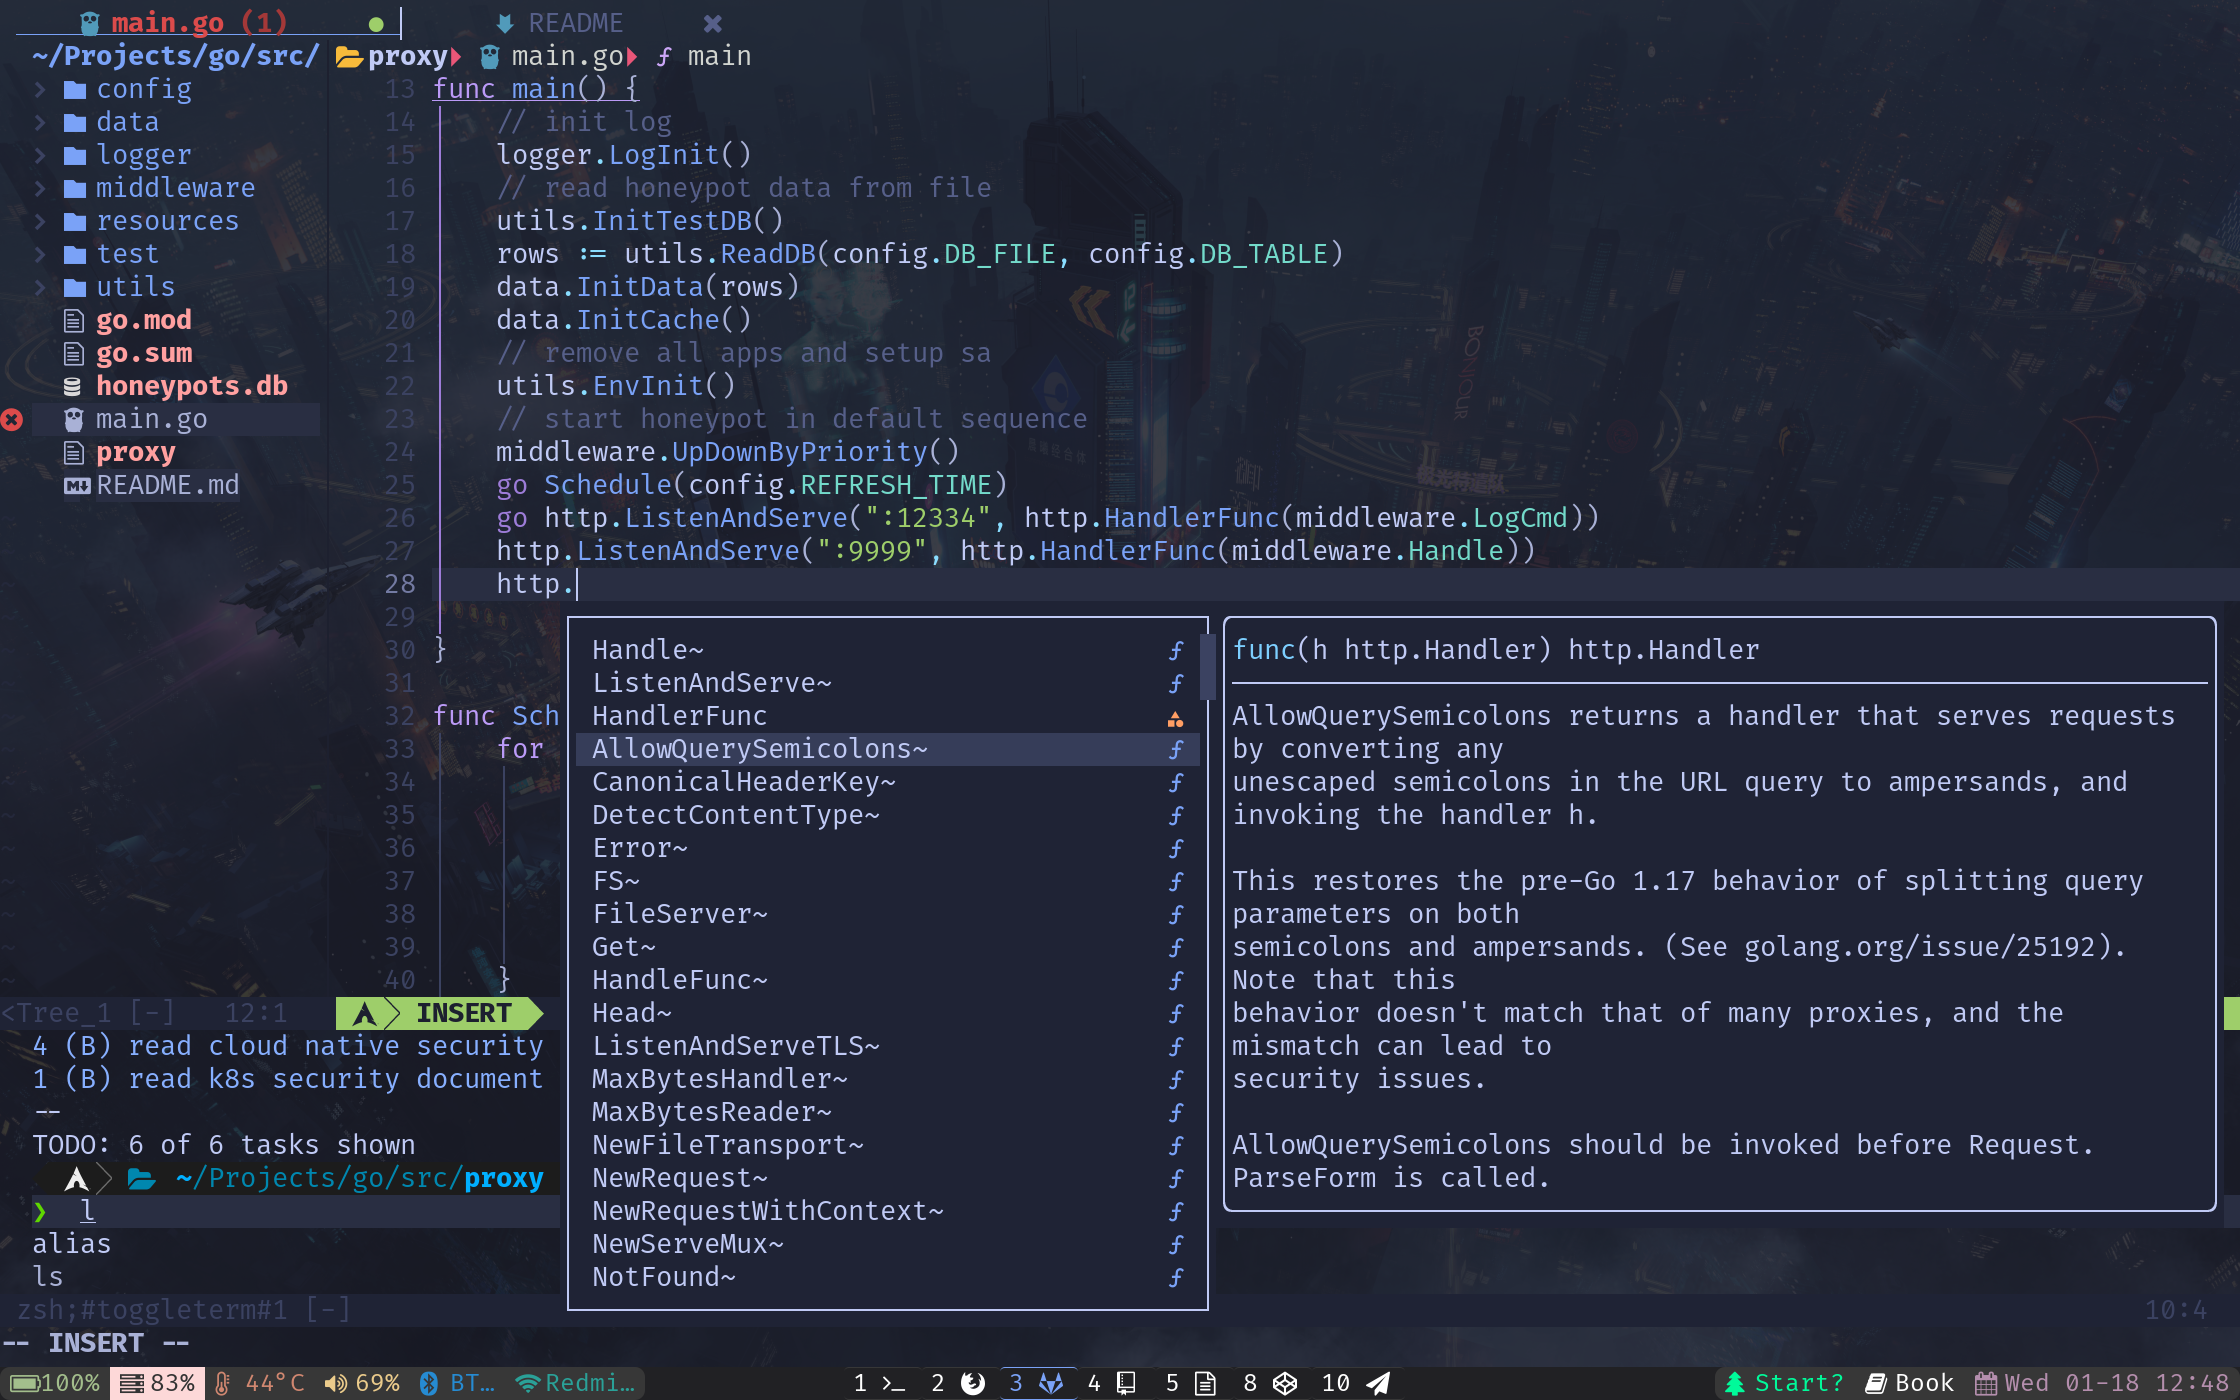 main.go (1)
README
~/Projects/go/src/ proxy main.go ƒ main
config
data
logger
middleware
resources
test
utils
go.mod
go.sum
honeypots.db
main.go
proxy
README.md
13 func main() {
14 // init log
15 logger.LogInit()
16 // read honeypot data from file
17 utils.InitTestDB()
18 rows := utils.ReadDB(config.DB_FILE, config.DB_TABLE)
19 data.InitData(rows)
20 data.InitCache()
21 // remove all apps and setup sa
22 utils.EnvInit()
23 // start honeypot in default sequence
24 middleware.UpDownByPriority()
25 go Schedule(config.REFRESH_TIME)
26 go http.ListenAndServe(":12334", http.HandlerFunc(middleware.LogCmd))
27 http.ListenAndServe(":9999", http.HandlerFunc(middleware.Handle))
28 http.
29
30 }
31
32 func Sch
33 for
34
35
36
37
38
39
40 }
Handle~ ƒ
ListenAndServe~ ƒ
HandlerFunc
AllowQuerySemicolons~ ƒ
CanonicalHeaderKey~ ƒ
DetectContentType~ ƒ
Error~ ƒ
FS~ ƒ
FileServer~ ƒ
Get~ ƒ
HandleFunc~ ƒ
Head~ ƒ
ListenAndServeTLS~ ƒ
MaxBytesHandler~ ƒ
MaxBytesReader~ ƒ
NewFileTransport~ ƒ
NewRequest~ ƒ
NewRequestWithContext~ ƒ
NewServeMux~ ƒ
NotFound~ ƒ
func(h http.Handler) http.Handler
AllowQuerySemicolons returns a handler that serves requests
by converting any
unescaped semicolons in the URL query to ampersands, and
invoking the handler h.
This restores the pre-Go 1.17 behavior of splitting query
parameters on both
semicolons and ampersands. (See golang.org/issue/25192).
Note that this
behavior doesn't match that of many proxies, and the
mismatch can lead to
security issues.
AllowQuerySemicolons should be invoked before Request.
ParseForm is called.
<Tree_1 [-] 12:1 INSERT
4 (B) read cloud native security
1 (B) read k8s security document
--
TODO: 6 of 6 tasks shown
~/Projects/go/src/proxy
❯ l
alias
ls
zsh;#toggleterm#1 [-] 10:4
-- INSERT --
100% 83% 44°C 69% BT… Redmi… 1 2 3 4 5 8 10 Start? Book Wed 01-18 12:48
BONJOUR